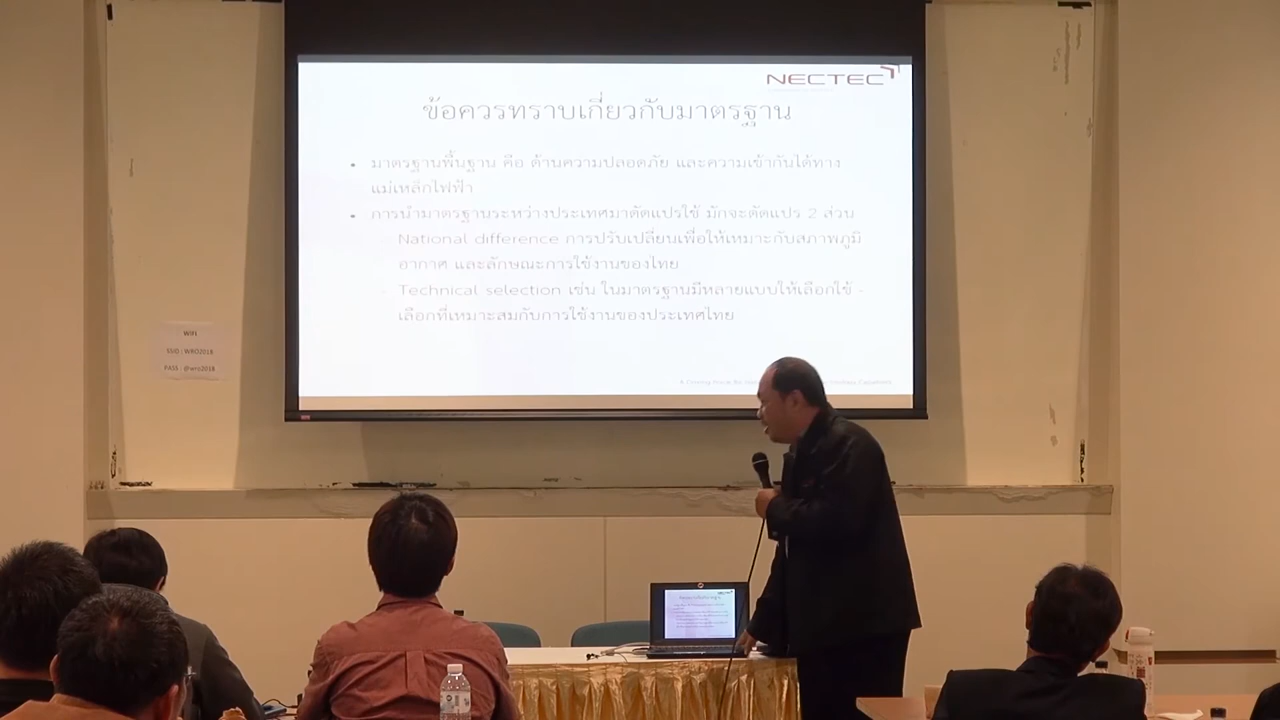 NECTEC
ข้อควรทราบเกี่ยวกับมาตรฐาน
• มาตรฐานพื้นฐาน คือ ด้านความปลอดภัย และความเข้ากันได้ทาง
แม่เหล็กไฟฟ้า
• การนำมาตรฐานระหว่างประเทศมาดัดแปรใช้ มักจะดัดแปร 2 ส่วน
National difference การปรับเปลี่ยนเพื่อให้เหมาะกับสภาพภูมิ
อากาศ และลักษณะการใช้งานของไทย
- Technical selection เช่น ในมาตรฐานมีหลายแบบให้เลือกใช้ -
เลือกที่เหมาะสมกับการใช้งานของประเทศไทย
WIFI
SSID : WRO2018
PASS : @wro2018